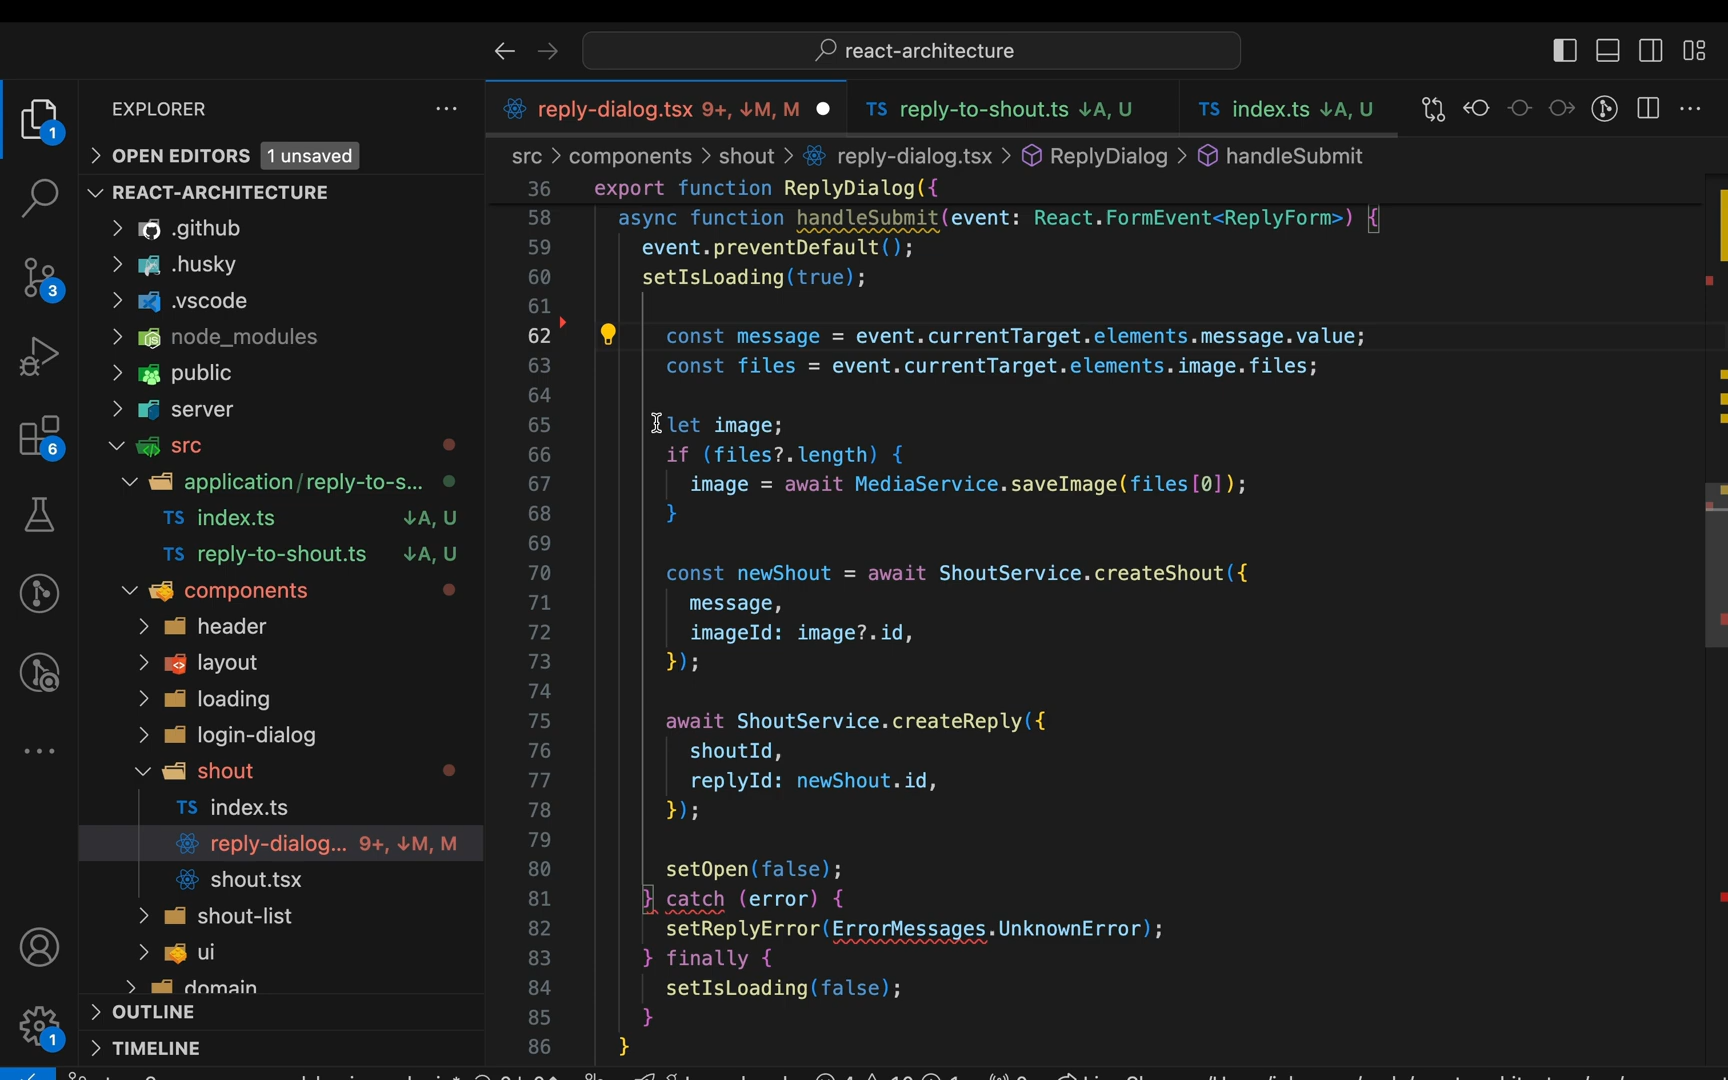 react-architecture
EXPLORER
OPEN EDITORS 1 unsaved
REACT-ARCHITECTURE
.github
.husky
.vscode
node_modules
public
server
src
application/reply-to-s...
TS index.ts ↓A, U
TS reply-to-shout.ts ↓A, U
components
header
layout
loading
login-dialog
shout
TS index.ts
reply-dialog... 9+, ↓M, M
shout.tsx
shout-list
ui
domain
OUTLINE
TIMELINE
1
3
6
1
reply-dialog.tsx 9+, ↓M, M
TS reply-to-shout.ts ↓A, U
TS index.ts ↓A, U
src > components > shout > reply-dialog.tsx > ReplyDialog > handleSubmit
36 export function ReplyDialog({
58 async function handleSubmit(event: React.FormEvent<ReplyForm>) {
59 event.preventDefault();
60 setIsLoading(true);
61
62 const message = event.currentTarget.elements.message.value;
63 const files = event.currentTarget.elements.image.files;
64
65 let image;
66 if (files?.length) {
67 image = await MediaService.saveImage(files[0]);
68 }
69
70 const newShout = await ShoutService.createShout({
71 message,
72 imageId: image?.id,
73 });
74
75 await ShoutService.createReply({
76 shoutId,
77 replyId: newShout.id,
78 });
79
80 setOpen(false);
81 } catch (error) {
82 setReplyError(ErrorMessages.UnknownError);
83 } finally {
84 setIsLoading(false);
85 }
86 }